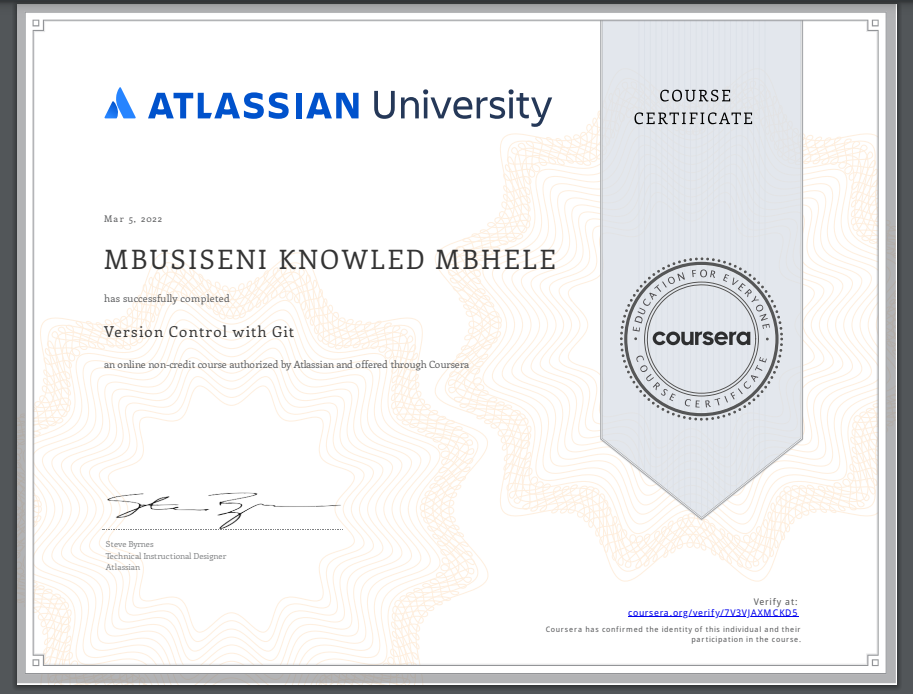 ATLASSIAN University
COURSE
CERTIFICATE
Mar 5, 2022
MBUSISENI KNOWLED MBHELE
has successfully completed
Version Control with Git
an online non-credit course authorized by Atlassian and offered through Coursera
EDUCATION FOR EVERYONE
coursera
COURSE CERTIFICATE
Steve Byrnes
Technical Instructional Designer
Atlassian
Verify at:
coursera.org/verify/7V3VJAXMCKD5
Coursera has confirmed the identity of this individual and their
participation in the course.